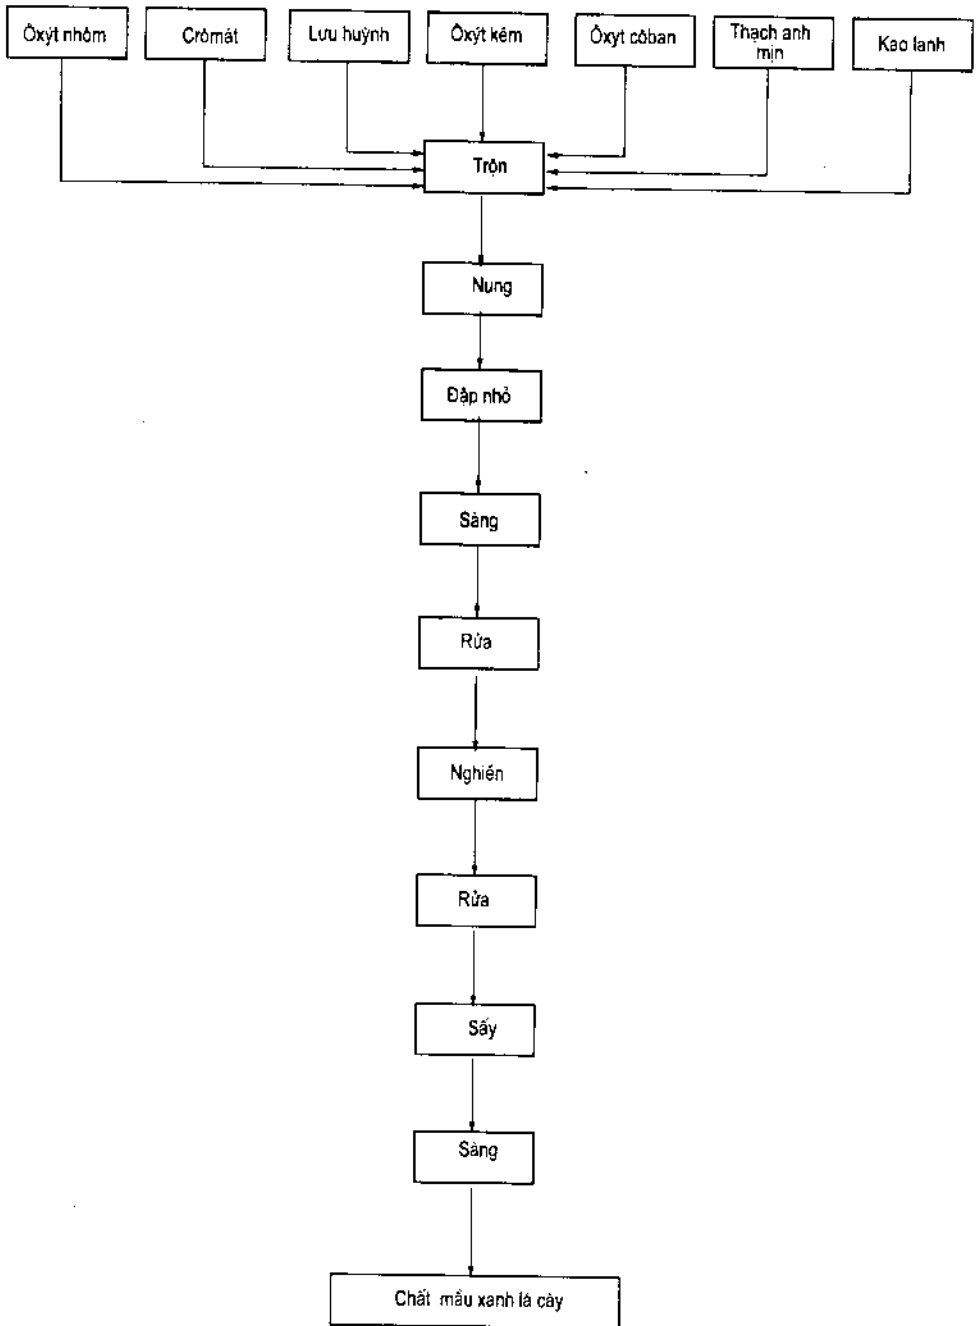 Ôxýt nhôm
Crômát
Lưu huỳnh
Ôxýt kẽm
Ôxyt côban
Thạch anh
mịn
Kao lanh
Trộn
Nung
Đập nhỏ
Sàng
Rửa
Nghiền
Rửa
Sấy
Sàng
Chất mầu xanh lá cây